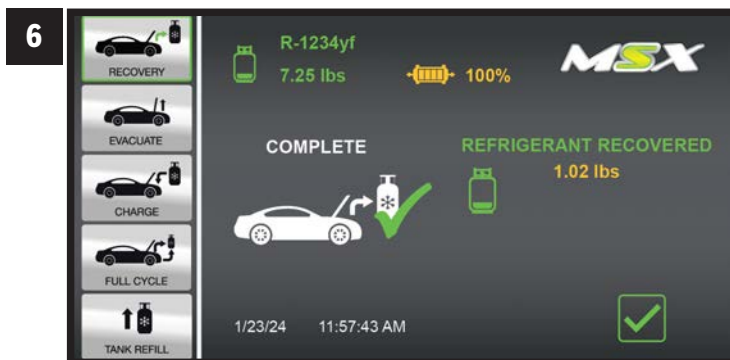 6
RECOVERY
EVACUATE
CHARGE
FULL CYCLE
TANK REFILL
R-1234yf
7.25 lbs
100%
MSX
COMPLETE
REFRIGERANT RECOVERED
1.02 lbs
1/23/24 11:57:43 AM